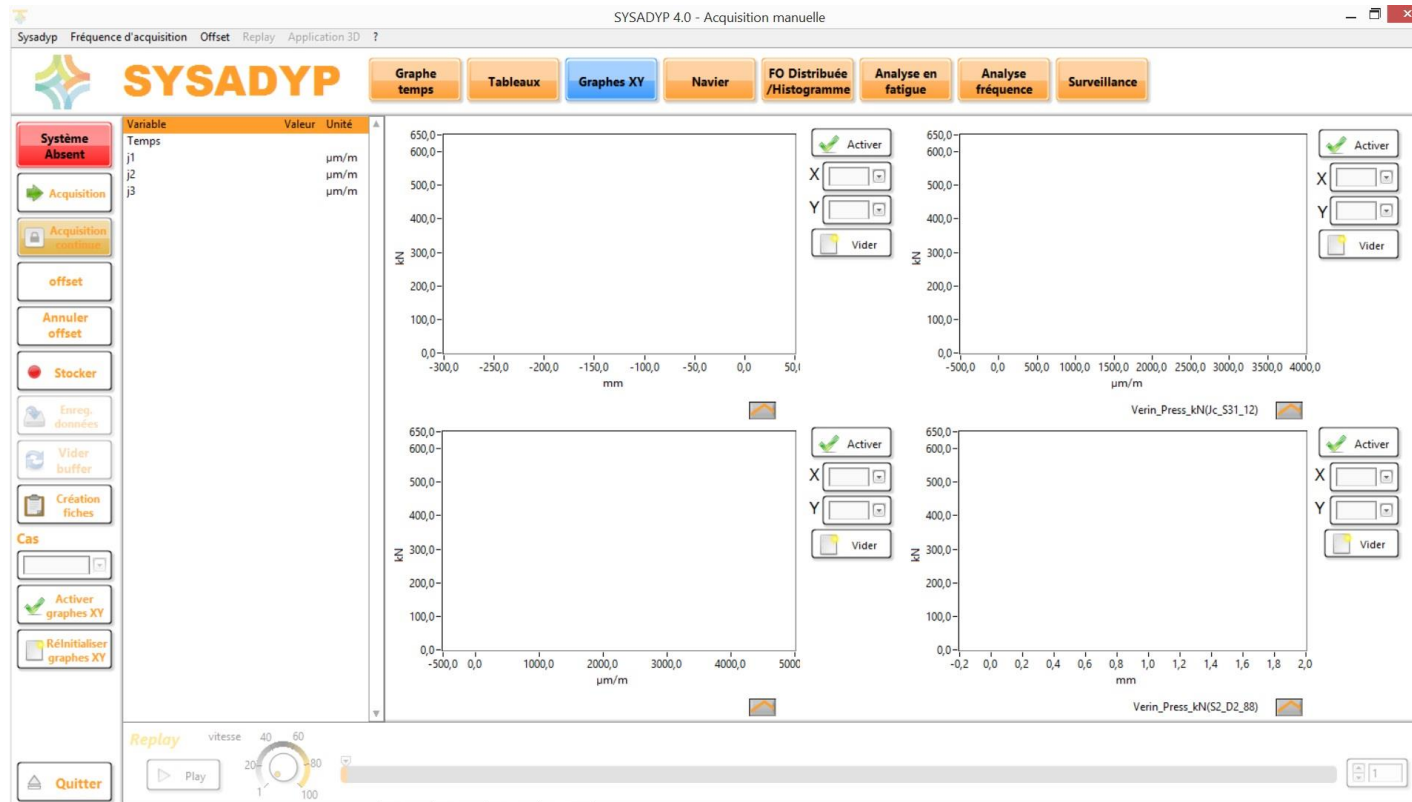 SYSADYP 4.0 - Acquisition manuelle
Sysadyp Fréquence d'acquisition Offset Replay Application 3D ?
SYSADYP
Graphe
temps
Tableaux
Graphes XY
Navier
FO Distribuée
/Histogramme
Analyse en
fatigue
Analyse
fréquence
Surveillance
Système
Absent
Acquisition
Acquisition
continue
offset
Annuler
offset
Stocker
Enreg.
données
Vider
buffer
Création
fiches
Cas
Activer
graphes XY
RéInitialiser
graphes XY
Quitter
Variable Valeur Unité
Temps
j1 µm/m
j2 µm/m
j3 µm/m
650,0
600,0
500,0
400,0
300,0
200,0
100,0
0,0
kN
-300,0 -250,0 -200,0 -150,0 -100,0 -50,0 0,0 50,
mm
Activer
X
Y
Vider
650,0
600,0
500,0
400,0
300,0
200,0
100,0
0,0
kN
-500,0 0,0 500,0 1000,0 1500,0 2000,0 2500,0 3000,0 3500,0 4000,0
µm/m
Verin_Press_kN(Jc_S31_12)
Activer
X
Y
Vider
650,0
600,0
500,0
400,0
300,0
200,0
100,0
0,0
kN
-500,0 0,0 1000,0 2000,0 3000,0 4000,0 5000
µm/m
Activer
X
Y
Vider
650,0
600,0
500,0
400,0
300,0
200,0
100,0
0,0
kN
-0,2 0,0 0,2 0,4 0,6 0,8 1,0 1,2 1,4 1,6 1,8 2,0
mm
Verin_Press_kN(S2_D2_88)
Activer
X
Y
Vider
Replay
vitesse
Play
1 20 40 60 80 100
1